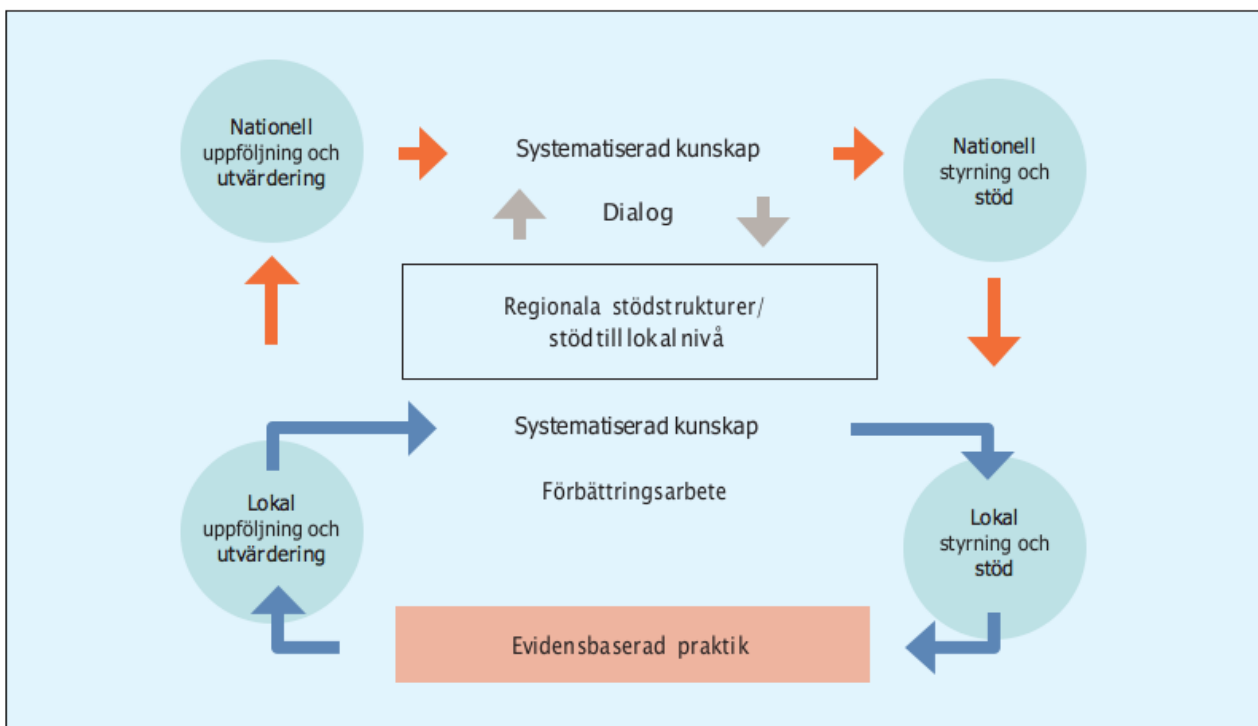 Nationell
uppföljning och
utvärdering
Systematiserad kunskap
Nationell
styrning och
stöd
Dialog
Regionala stödstrukturer/
stöd till lokal nivå
Systematiserad kunskap
Förbättringsarbete
Lokal
uppföljning och
utvärdering
Lokal
styrning och
stöd
Evidensbaserad praktik